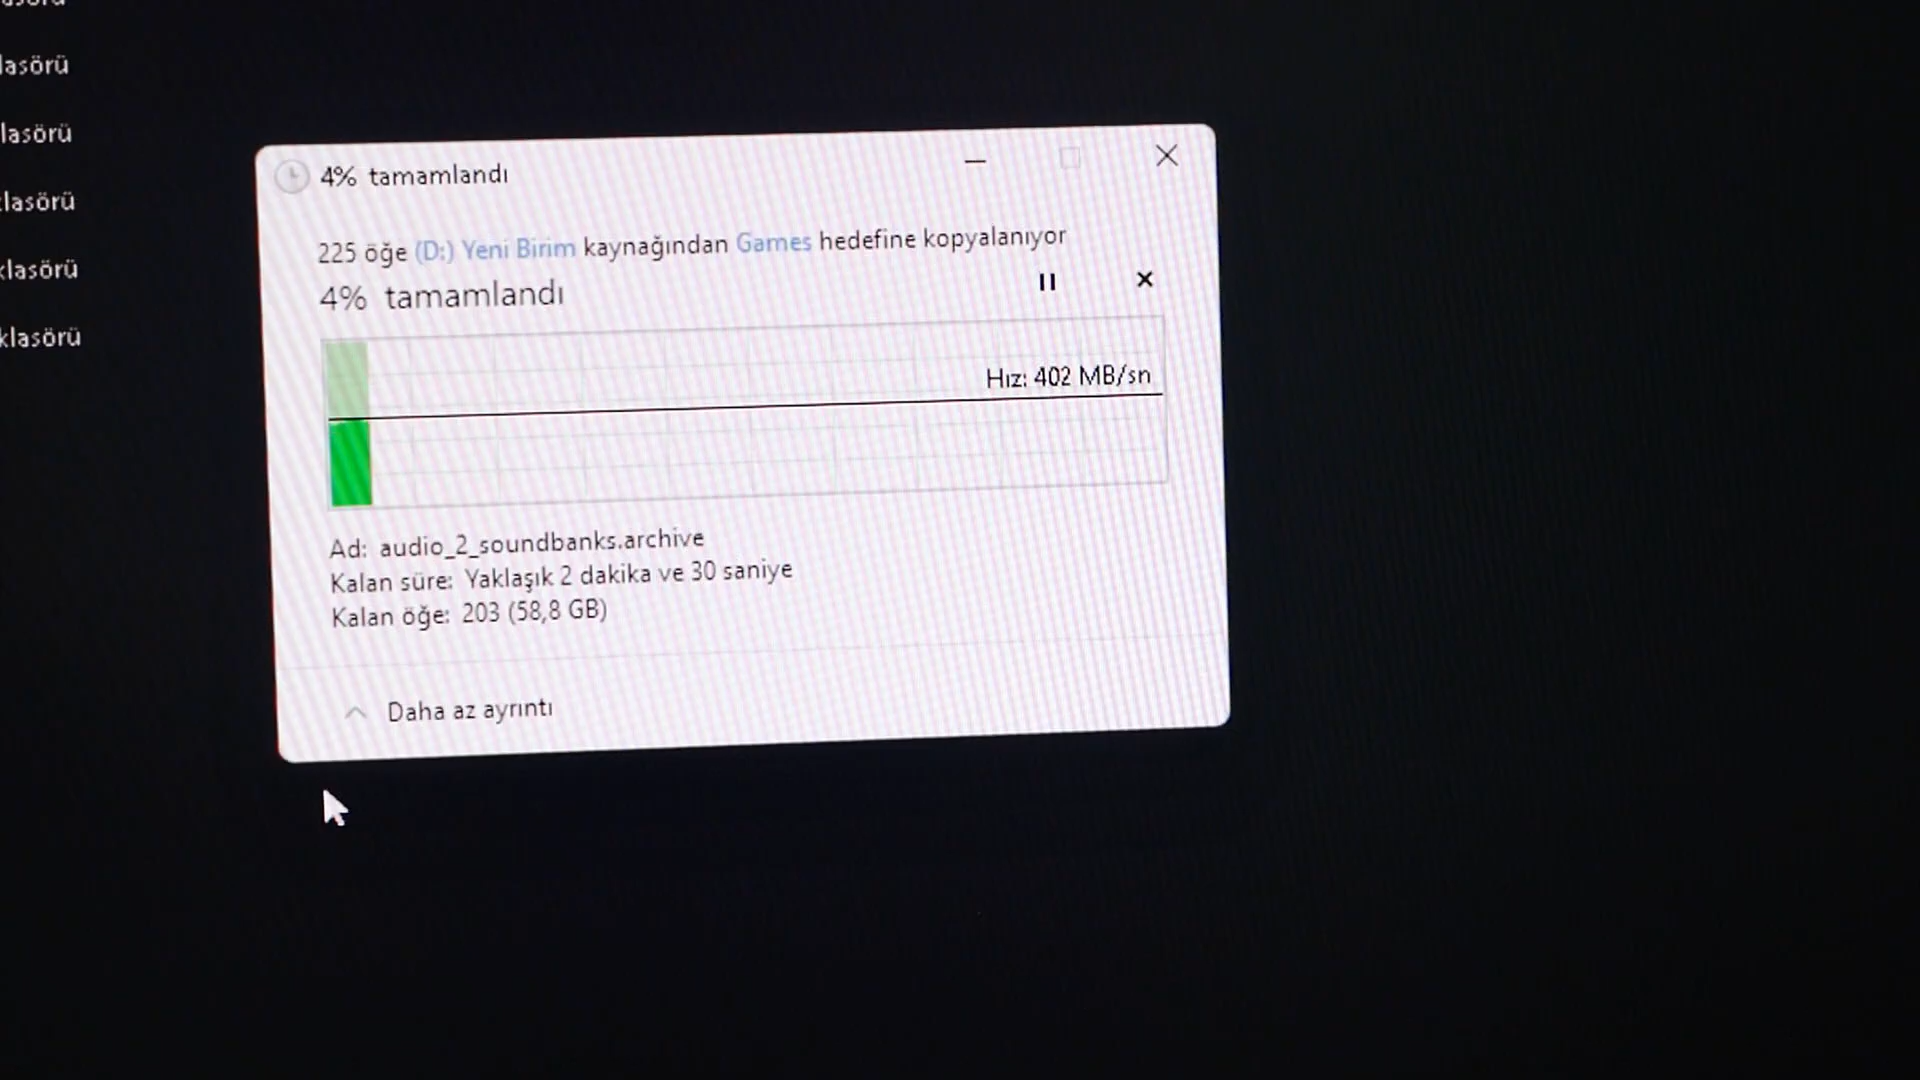 lasörü
lasörü
lasörü
klasörü
klasörü
4% tamamlandı
225 öğe (D:) Yeni Birim kaynağından Games hedefine kopyalanıyor
4% tamamlandı
Hız: 402 MB/sn
Ad: audio_2_soundbanks.archive
Kalan süre: Yaklaşık 2 dakika ve 30 saniye
Kalan öğe: 203 (58,8 GB)
Daha az ayrıntı